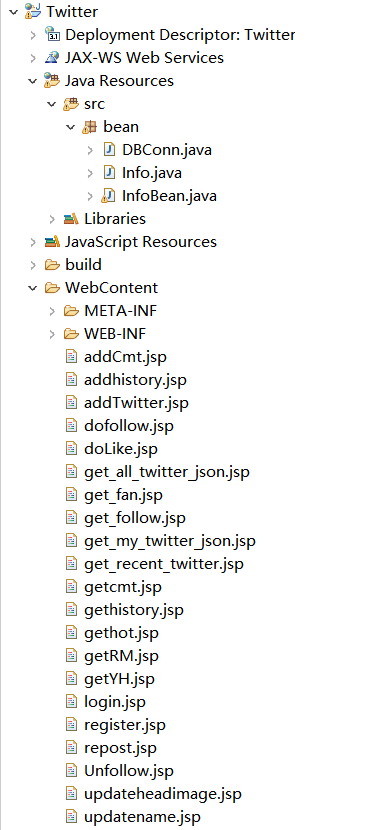 Twitter
Deployment Descriptor: Twitter
3.1
JAX-WS Web Services
Java Resources
src
bean
DBConn.java
Info.java
InfoBean.java
Libraries
JavaScript Resources
build
WebContent
META-INF
WEB-INF
addCmt.jsp
addhistory.jsp
addTwitter.jsp
dofollow.jsp
doLike.jsp
get_all_twitter_json.jsp
get_fan.jsp
get_follow.jsp
get_my_twitter_json.jsp
get_recent_twitter.jsp
getcmt.jsp
gethistory.jsp
gethot.jsp
getRM.jsp
getYH.jsp
login.jsp
register.jsp
repost.jsp
Unfollow.jsp
updateheadimage.jsp
updatename.jsp